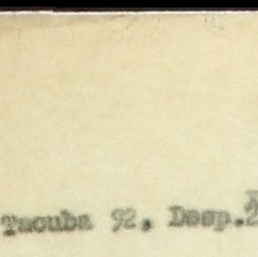 Tacuba 92, Desp.